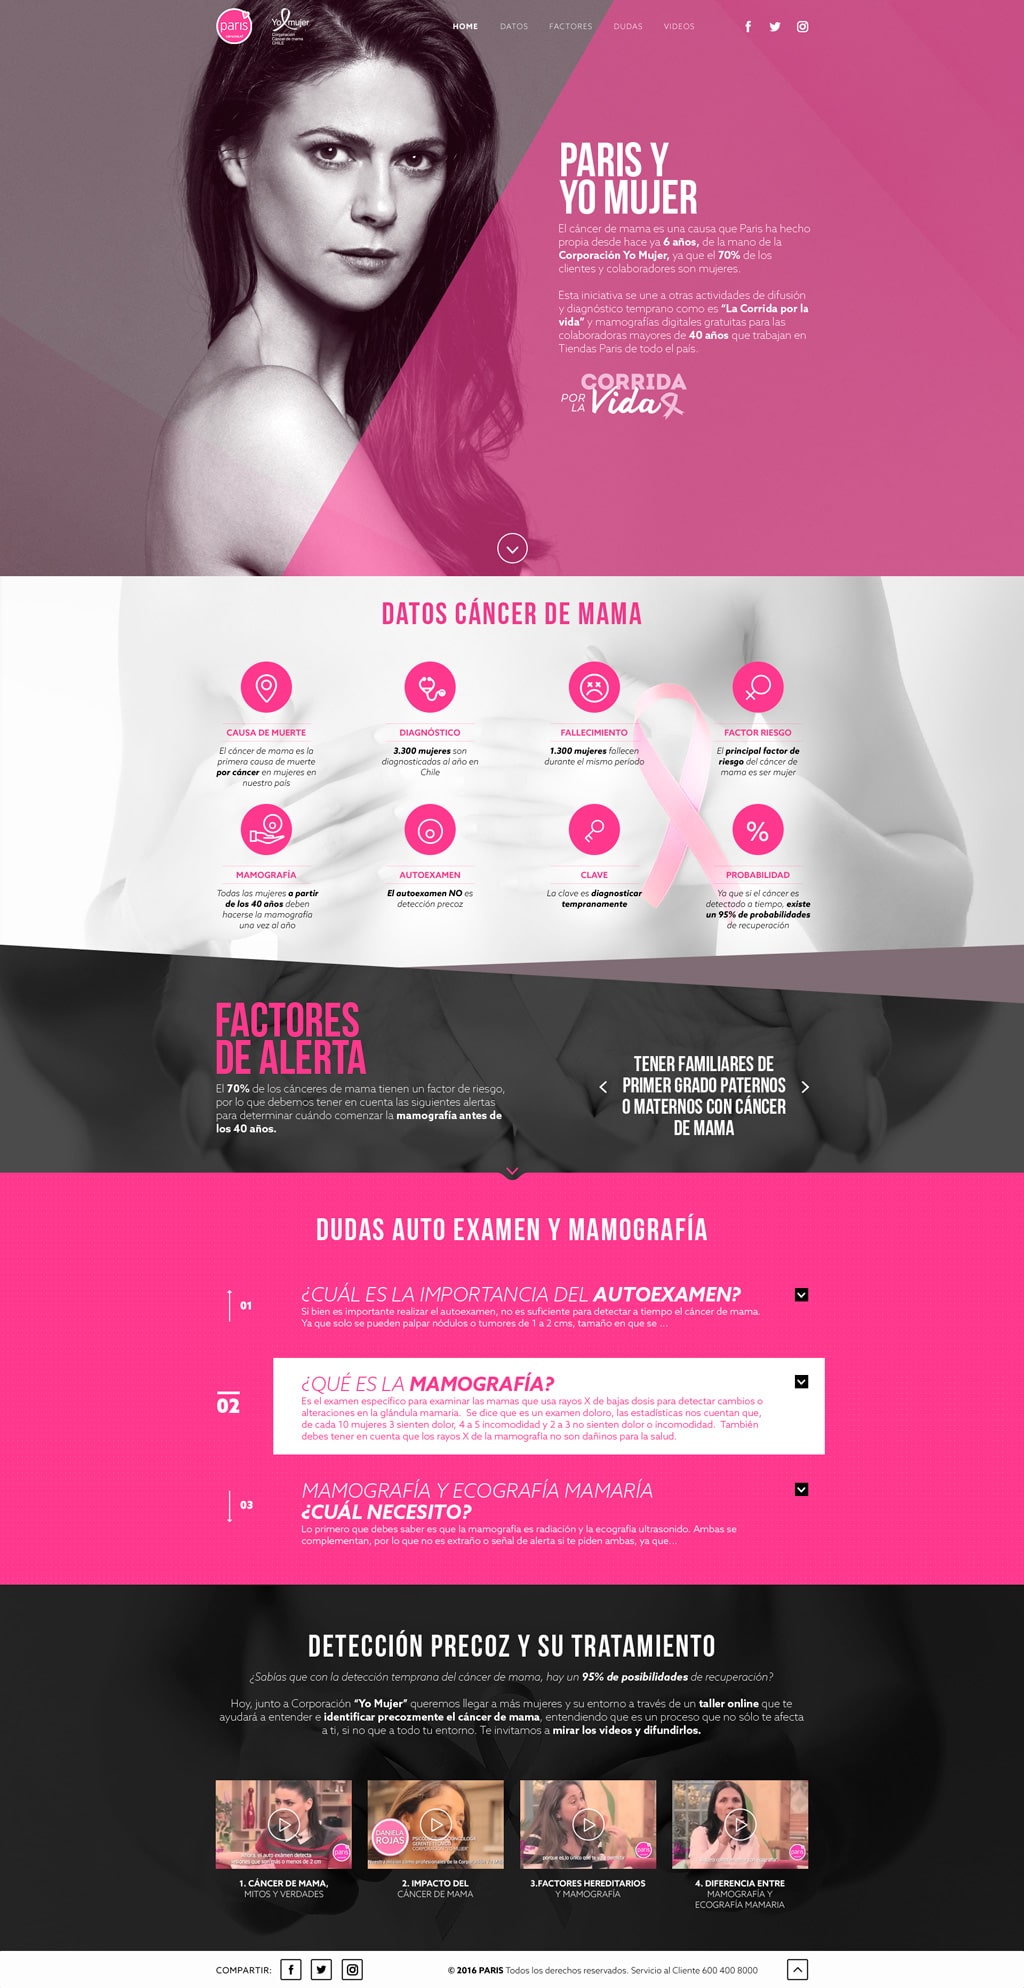 paris
Yo mujer
Corporación
Cáncer de mama
CHILE
HOME DATOS FACTORES DUDAS VIDEOS
PARIS Y
YO MUJER
El cáncer de mama es una causa que Paris ha hecho
propia desde hace ya 6 años, de la mano de la
Corporación Yo Mujer, ya que el 70% de los
clientes y colaboradores son mujeres.
Esta iniciativa se une a otras actividades de difusión
y diagnóstico temprano como es “La Corrida por la
vida” y mamografías digitales gratuitas para las
colaboradoras mayores de 40 años que trabajan en
Tiendas Paris de todo el país.
CORRIDA
POR LA Vida
DATOS CÁNCER DE MAMA
CAUSA DE MUERTE
El cáncer de mama es la
primera causa de muerte
por cáncer en mujeres en
nuestro país
DIAGNÓSTICO
3.300 mujeres son
diagnosticadas al año en
Chile
FALLECIMIENTO
1.300 mujeres fallecen
durante el mismo período
FACTOR RIESGO
El principal factor de
riesgo del cáncer de
mama es ser mujer
MAMOGRAFÍA
Todas las mujeres a partir
de los 40 años deben
hacerse la mamografía
una vez al año
AUTOEXAMEN
El autoexamen NO es
detección precoz
CLAVE
La clave es diagnosticar
tempranamente
%
PROBABILIDAD
Ya que si el cáncer es
detectado a tiempo, existe
un 95% de probabilidades
de recuperación
FACTORES
DE ALERTA
El 70% de los cánceres de mama tienen un factor de riesgo,
por lo que debemos tener en cuenta las siguientes alertas
para determinar cuándo comenzar la mamografía antes de
los 40 años.
TENER FAMILIARES DE
PRIMER GRADO PATERNOS
O MATERNOS CON CÁNCER
DE MAMA
DUDAS AUTO EXAMEN Y MAMOGRAFÍA
01
¿CUÁL ES LA IMPORTANCIA DEL AUTOEXAMEN?
Si bien es importante realizar el autoexamen, no es suficiente para detectar a tiempo el cáncer de mama.
Ya que solo se pueden palpar nódulos o tumores de 1 a 2 cms, tamaño en que se ...
02
¿QUÉ ES LA MAMOGRAFÍA?
Es el examen específico para examinar las mamas que usa rayos X de bajas dosis para detectar cambios o
alteraciones en la glándula mamaria. Se dice que es un examen doloro, las estadísticas nos cuentan que,
de cada 10 mujeres 3 sienten dolor, 4 a 5 incomodidad y 2 a 3 no sienten dolor o incomodidad. También
debes tener en cuenta que los rayos X de la mamografía no son dañinos para la salud.
03
MAMOGRAFÍA Y ECOGRAFÍA MAMARÍA
¿CUÁL NECESITO?
Lo primero que debes saber es que la mamografía es radiación y la ecografía ultrasonido. Ambas se
complementan, por lo que no es extraño o señal de alerta si te piden ambas, ya que...
DETECCIÓN PRECOZ Y SU TRATAMIENTO
¿Sabías que con la detección temprana del cáncer de mama, hay un 95% de posibilidades de recuperación?
Hoy, junto a Corporación “Yo Mujer” queremos llegar a más mujeres y su entorno a través de un taller online que te
ayudará a entender e identificar precozmente el cáncer de mama, entendiendo que es un proceso que no sólo te afecta
a ti, si no que a todo tu entorno. Te invitamos a mirar los videos y difundirlos.
el auto exámen detecta
que son más o menos de 2 cm
paris
DANIELA
ROJAS
porque es lo único que te va a permitir
paris
paris
1. CÁNCER DE MAMA,
MITOS Y VERDADES
2. IMPACTO DEL
CÁNCER DE MAMA
3.FACTORES HEREDITARIOS
Y MAMOGRAFÍA
4. DIFERENCIA ENTRE
MAMOGRAFÍA Y
ECOGRAFÍA MAMARIA
COMPARTIR:
© 2016 PARIS Todos los derechos reservados. Servicio al Cliente 600 400 8000